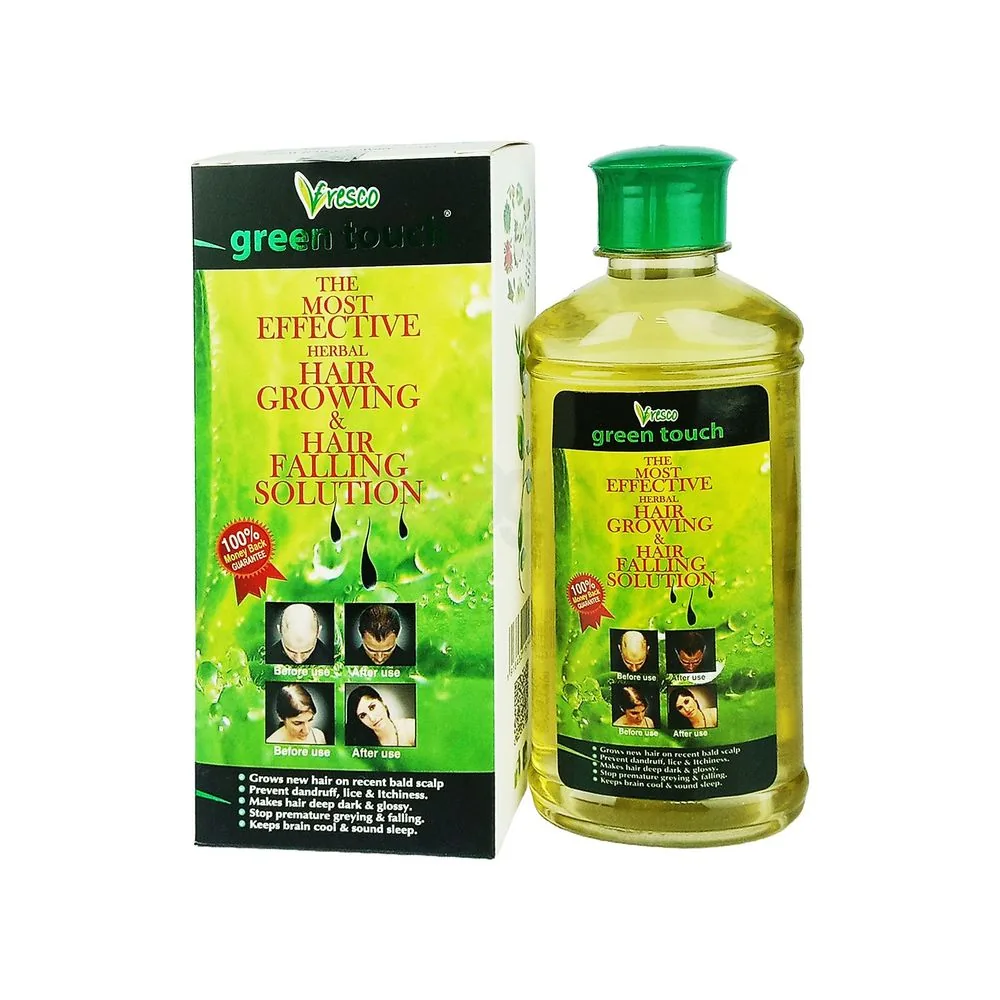 fresco
green touch®
THE
MOST
EFFECTIVE
HERBAL
HAIR
GROWING
&
HAIR
FALLING
SOLUTION
100%
Money Back
GUARANTEE
Before use
After use
Before use
After use
Grows new hair on recent bald scalp
Prevent dandruff, lice & Itchiness.
Makes hair deep dark & glossy.
Stop premature greying & falling.
Keeps brain cool & sound sleep.
fresco
green touch
THE
MOST
EFFECTIVE
HERBAL
HAIR
GROWING
&
HAIR
FALLING
SOLUTION
100%
Money Back
GUARANTEE
Before use
After use
Before use
After use
Grows new hair on recent bald scalp
Prevent dandruff, lice & Itchiness.
Makes hair deep dark & glossy.
Stop premature greying & falling.
Keeps brain cool & sound sleep.